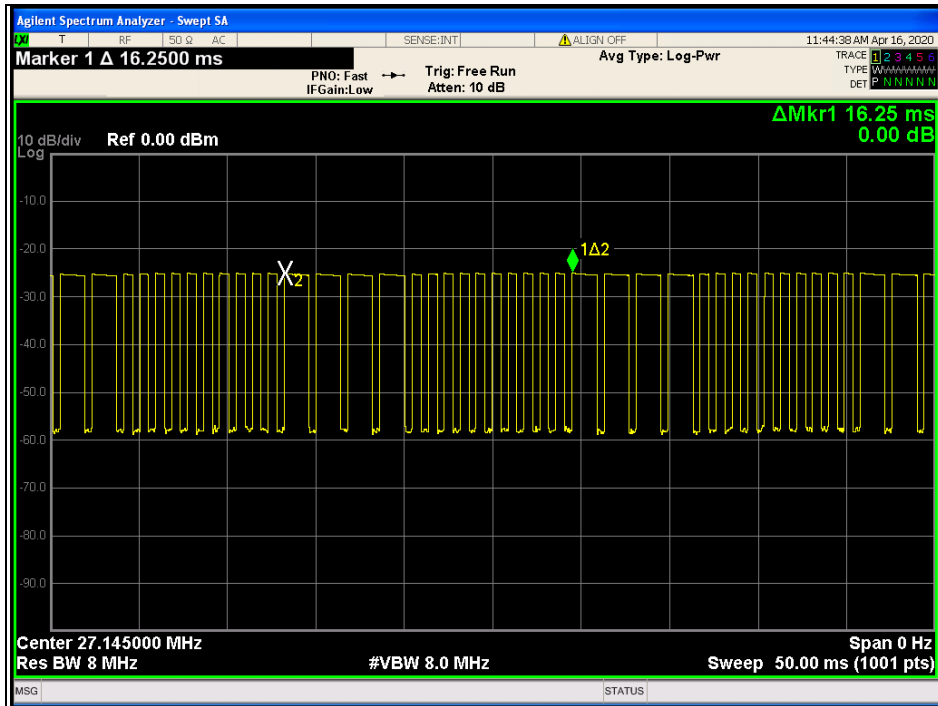 Agilent Spectrum Analyzer - Swept SA
LXI T RF 50 Ω AC SENSE:INT ALIGN OFF 11:44:38 AM Apr 16, 2020
Marker 1 Δ 16.2500 ms
PNO: Fast
IFGain:Low
Trig: Free Run
Atten: 10 dB
Avg Type: Log-Pwr
TRACE 1 2 3 4 5 6
TYPE
DET P N N N N N
ΔMkr1 16.25 ms
0.00 dB
10 dB/div Ref 0.00 dBm
Log
-10.0
-20.0
-30.0
-40.0
-50.0
-60.0
-70.0
-80.0
-90.0
X2
1Δ2
Center 27.145000 MHz Span 0 Hz
Res BW 8 MHz #VBW 8.0 MHz Sweep 50.00 ms (1001 pts)
MSG STATUS